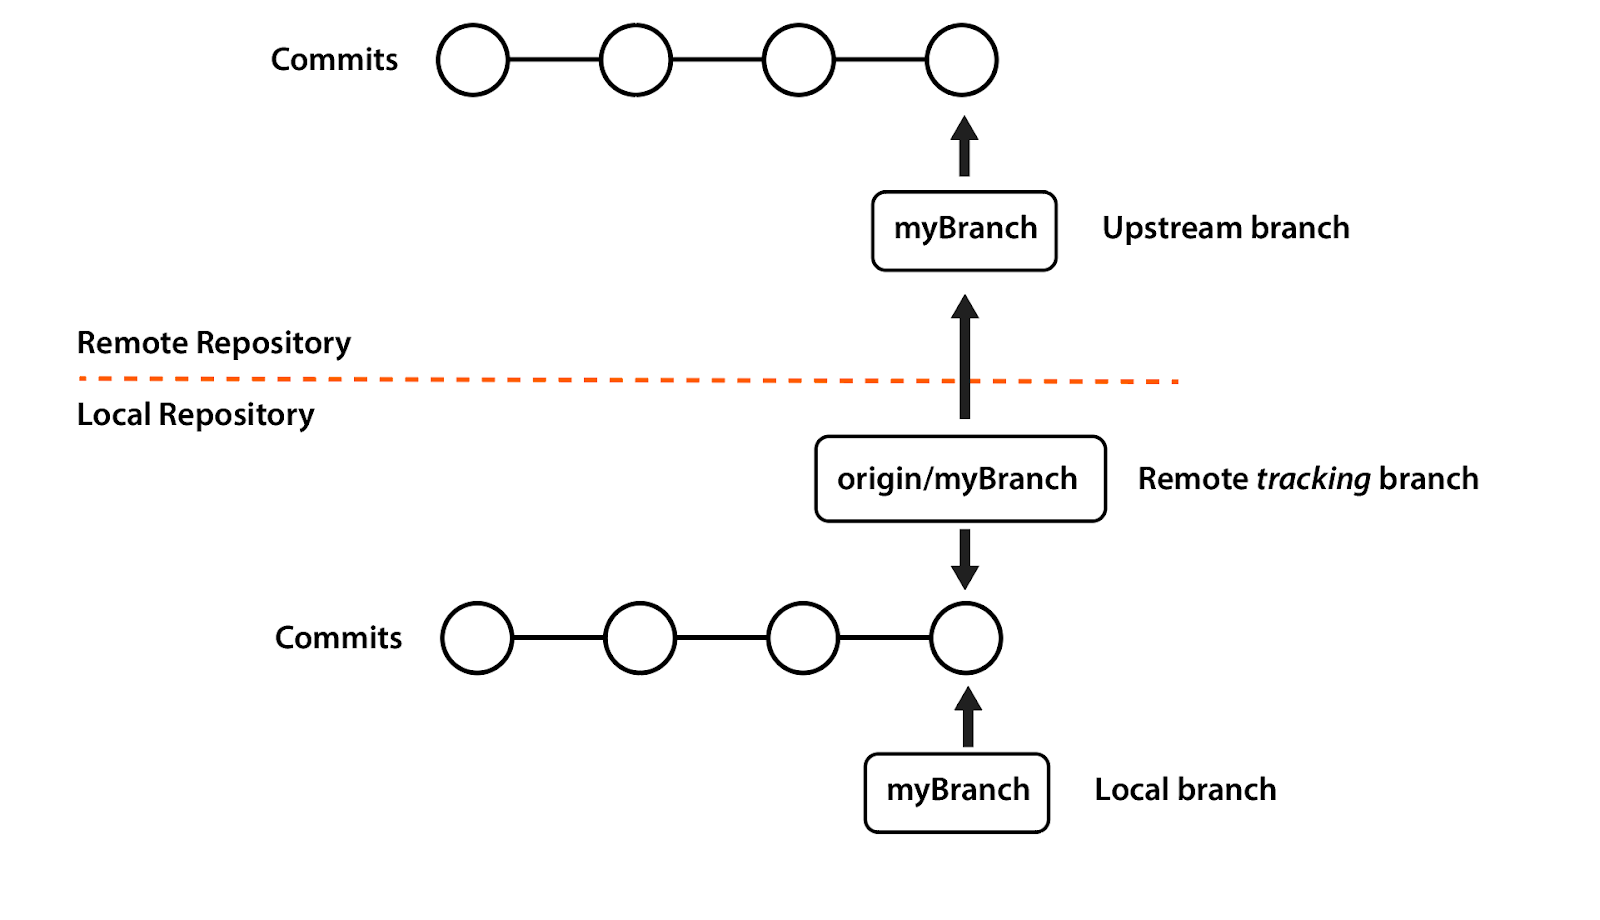 Commits
myBranch
Upstream branch
Remote Repository
Local Repository
origin/myBranch
Remote tracking branch
Commits
myBranch
Local branch